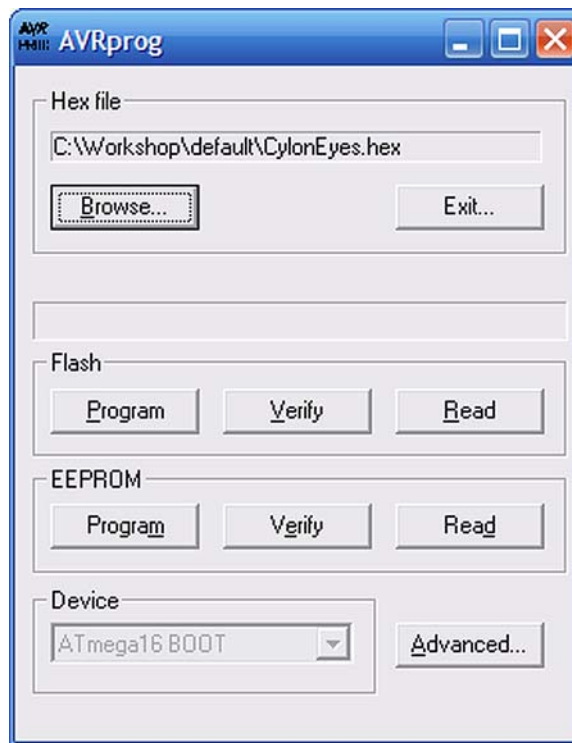 AVRprog
Hex file
C:\Workshop\default\CylonEyes.hex
Browse... Exit...
Flash
Program Verify Read
EEPROM
Program Verify Read
Device
ATmega16 BOOT Advanced...